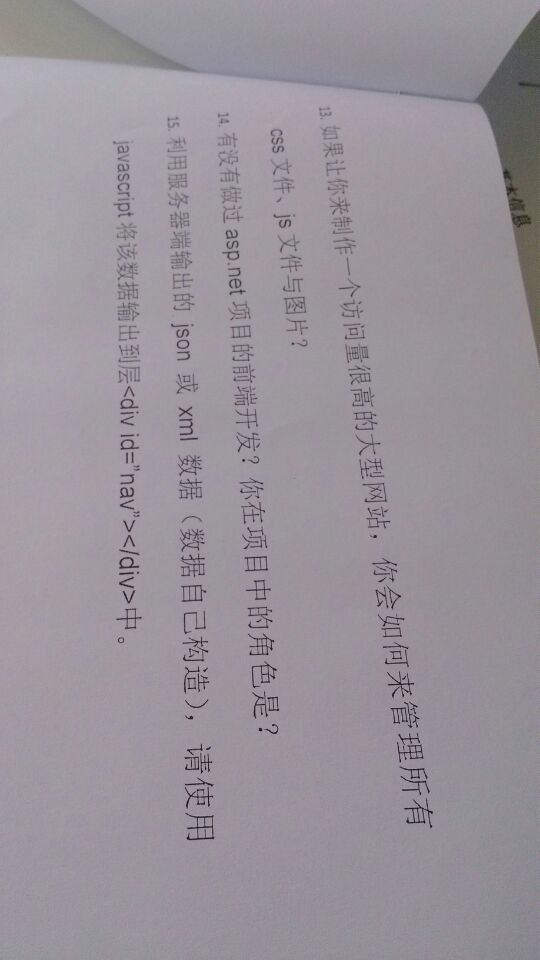 13. 如果让你来制作一个访问量很高的大型网站，你会如何来管理所有
css 文件、js 文件与图片？
14. 有没有做过 asp.net 项目的前端开发？你在项目中的角色是？
15. 利用服务器端输出的 json 或 xml 数据（数据自己构造），请使用
javascript 将该数据输出到层<div id=”nav”></div>中。
本信息